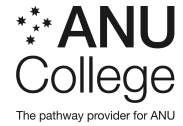 ANU
College
The pathway provider for ANU